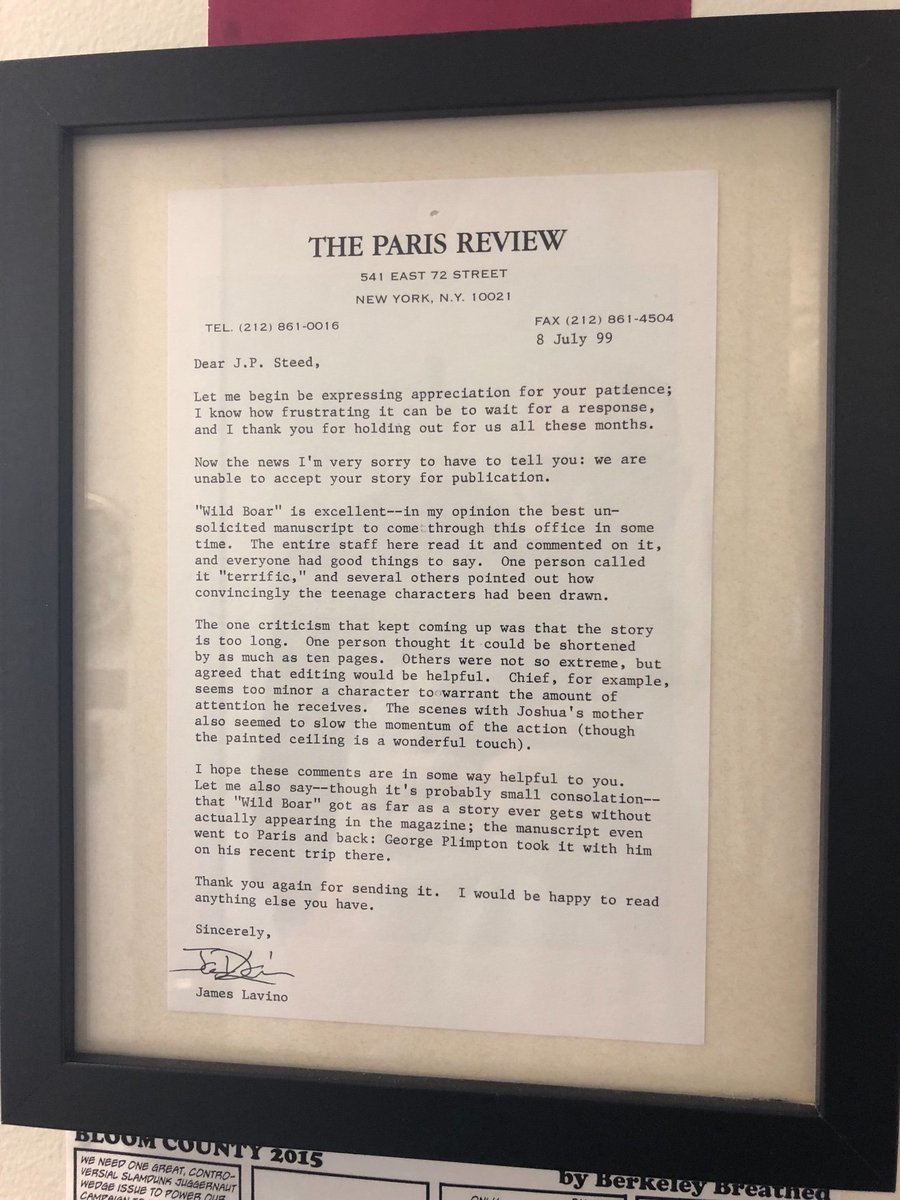 THE PARIS REVIEW
541 EAST 72 STREET
NEW YORK, N.Y. 10021
TEL. (212) 861-0016
FAX (212) 861-4504
8 July 99
Dear J.P. Steed,
Let me begin be expressing appreciation for your patience;
I know how frustrating it can be to wait for a response,
and I thank you for holding out for us all these months.
Now the news I'm very sorry to have to tell you: we are
unable to accept your story for publication.
"Wild Boar" is excellent--in my opinion the best un-
solicited manuscript to come through this office in some
time. The entire staff here read it and commented on it,
and everyone had good things to say. One person called
it "terrific," and several others pointed out how
convincingly the teenage characters had been drawn.
The one criticism that kept coming up was that the story
is too long. One person thought it could be shortened
by as much as ten pages. Others were not so extreme, but
agreed that editing would be helpful. Chief, for example,
seems too minor a character to warrant the amount of
attention he receives. The scenes with Joshua's mother
also seemed to slow the momentum of the action (though
the painted ceiling is a wonderful touch).
I hope these comments are in some way helpful to you.
Let me also say--though it's probably small consolation--
that "Wild Boar" got as far as a story ever gets without
actually appearing in the magazine; the manuscript even
went to Paris and back: George Plimpton took it with him
on his recent trip there.
Thank you again for sending it. I would be happy to read
anything else you have.
Sincerely,
James Lavino
BLOOM COUNTY 2015
by Berkeley Breathed
WE NEED ONE GREAT, CONTRO-
VERSIAL SLAMDUNK JUGGERNAUT
WEDGE ISSUE TO POWER OUR